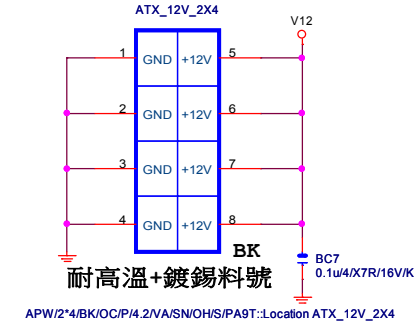 ATX_12V_2X4
V12
1 GND +12V 5
2 GND +12V 6
3 GND +12V 7
4 GND +12V 8
BK
耐高溫+鍍錫料號
BC7
0.1u/4/X7R/16V/K
APW/2*4/BK/OC/P/4.2/VA/SN/OH/S/PA9T::Location ATX_12V_2X4